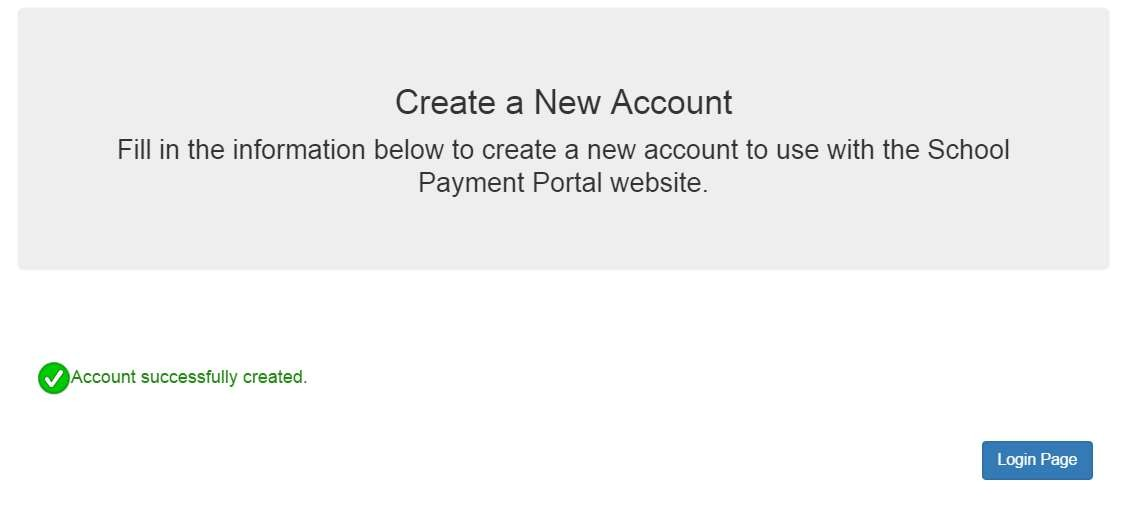 Create a New Account
Fill in the information below to create a new account to use with the School
Payment Portal website.
Account successfully created.
Login Page